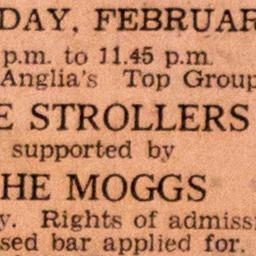 DAY, FEBRUAR
p.m. to 11.45 p.m.
Anglia's Top Group
E STROLLERS
supported by
HE MOGGS
y. Rights of admissi
sed bar applied for.